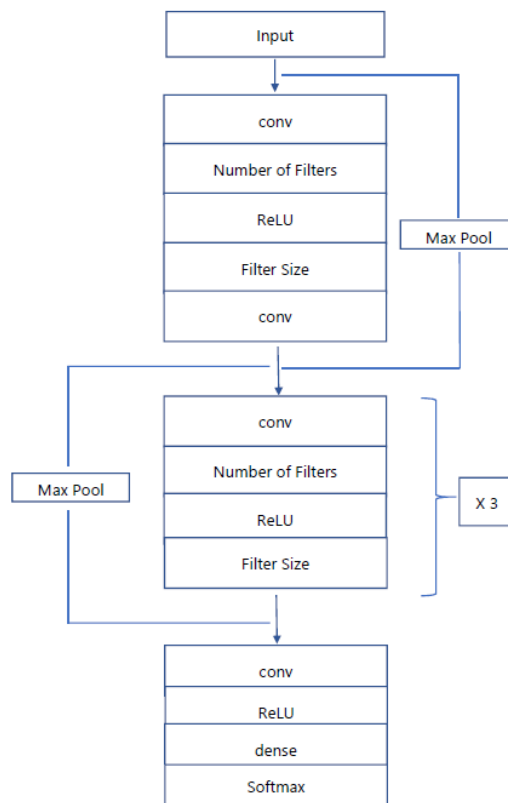 Input
conv
Number of Filters
ReLU
Max Pool
Filter Size
conv
conv
Number of Filters
Max Pool
X 3
ReLU
Filter Size
conv
ReLU
dense
Softmax